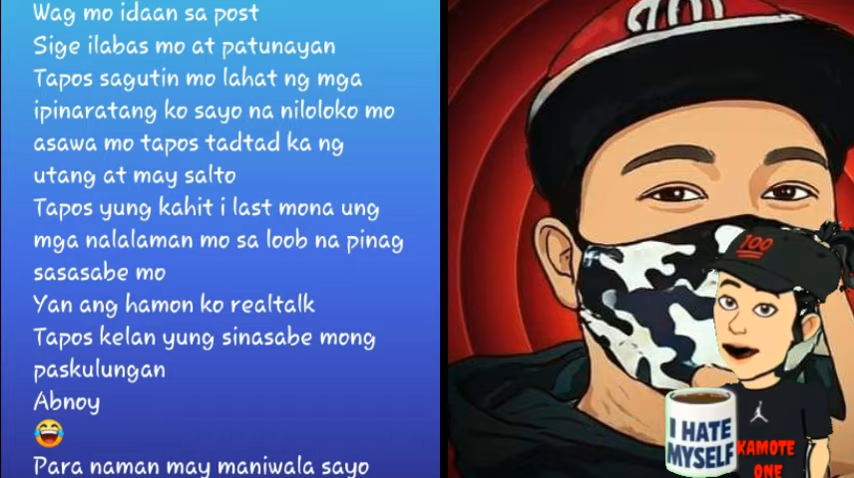 Wag mo idaan sa post
Sige ilabas mo at patunayan
Tapos sagutin mo lahat ng mga
ipinaratang ko sayo na niloloko mo
asawa mo tapos tadtad ka ng
utang at may salto
Tapos yung kahit i last mona ung
mga nalalaman mo sa loob na pinag
sasasabe mo
Yan ang hamon ko realtalk
Tapos kelan yung sinasabe mong
paskulungan
Abnoy
😂
Para naman may maniwala sayo
100
I HATE
MYSELF
KAMOTE
ONE